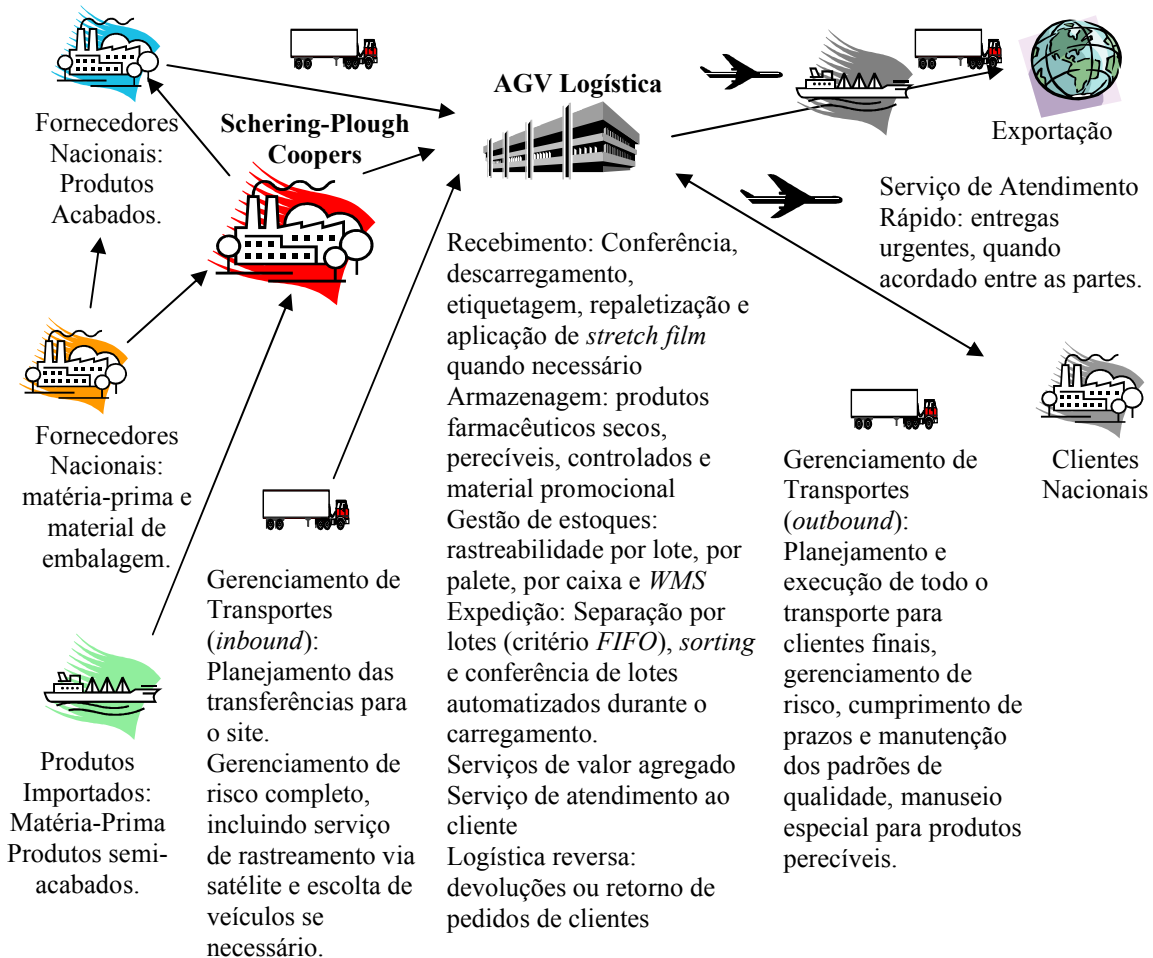 Fornecedores
Nacionais:
Produtos
Acabados.
Schering-Plough
Coopers
AGV Logística
Exportação
Serviço de Atendimento
Rápido: entregas
urgentes, quando
acordado entre as partes.
Fornecedores
Nacionais:
matéria-prima e
material de
embalagem.
Produtos
Importados:
Matéria-Prima
Produtos semi-
acabados.
Gerenciamento de
Transportes
(inbound):
Planejamento das
transferências para
o site.
Gerenciamento de
risco completo,
incluindo serviço
de rastreamento via
satélite e escolta de
veículos se
necessário.
Recebimento: Conferência,
descarregamento,
etiquetagem, repaletização e
aplicação de stretch film
quando necessário
Armazenagem: produtos
farmacêuticos secos,
perecíveis, controlados e
material promocional
Gestão de estoques:
rastreabilidade por lote, por
palete, por caixa e WMS
Expedição: Separação por
lotes (critério FIFO), sorting
e conferência de lotes
automatizados durante o
carregamento.
Serviços de valor agregado
Serviço de atendimento ao
cliente
Logística reversa:
devoluções ou retorno de
pedidos de clientes
Gerenciamento de
Transportes
(outbound):
Planejamento e
execução de todo o
transporte para
clientes finais,
gerenciamento de
risco, cumprimento de
prazos e manutenção
dos padrões de
qualidade, manuseio
especial para produtos
perecíveis.
Clientes
Nacionais